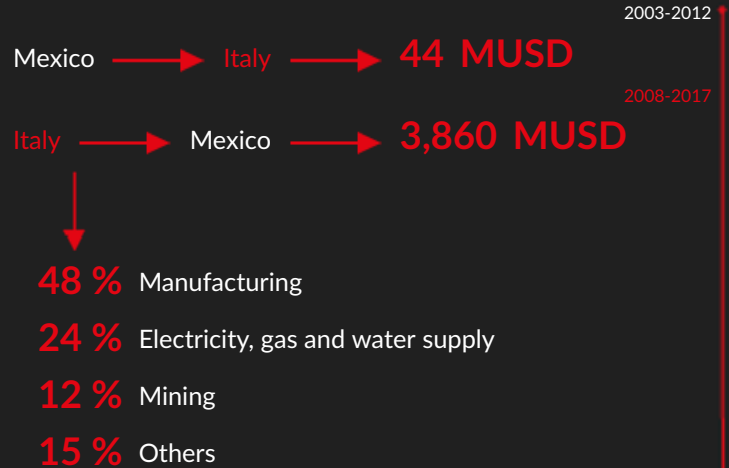 2003-2012
Mexico Italy 44 MUSD
2008-2017
Italy Mexico 3,860 MUSD
48 % Manufacturing
24 % Electricity, gas and water supply
12 % Mining
15 % Others